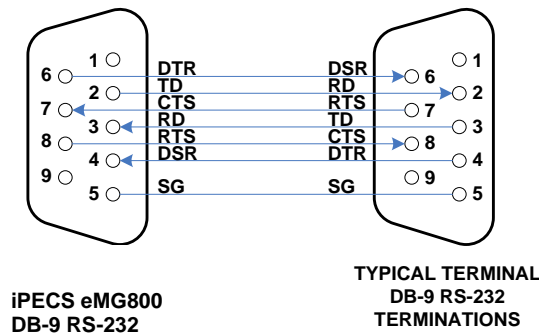 1 1
6 DTR DSR 6
2 TD RD 2
7 CTS RTS 7
3 RD TD 3
8 RTS CTS 8
4 DSR DTR 4
9 9
5 SG SG 5
iPECS eMG800
DB-9 RS-232
TYPICAL TERMINAL
DB-9 RS-232
TERMINATIONS